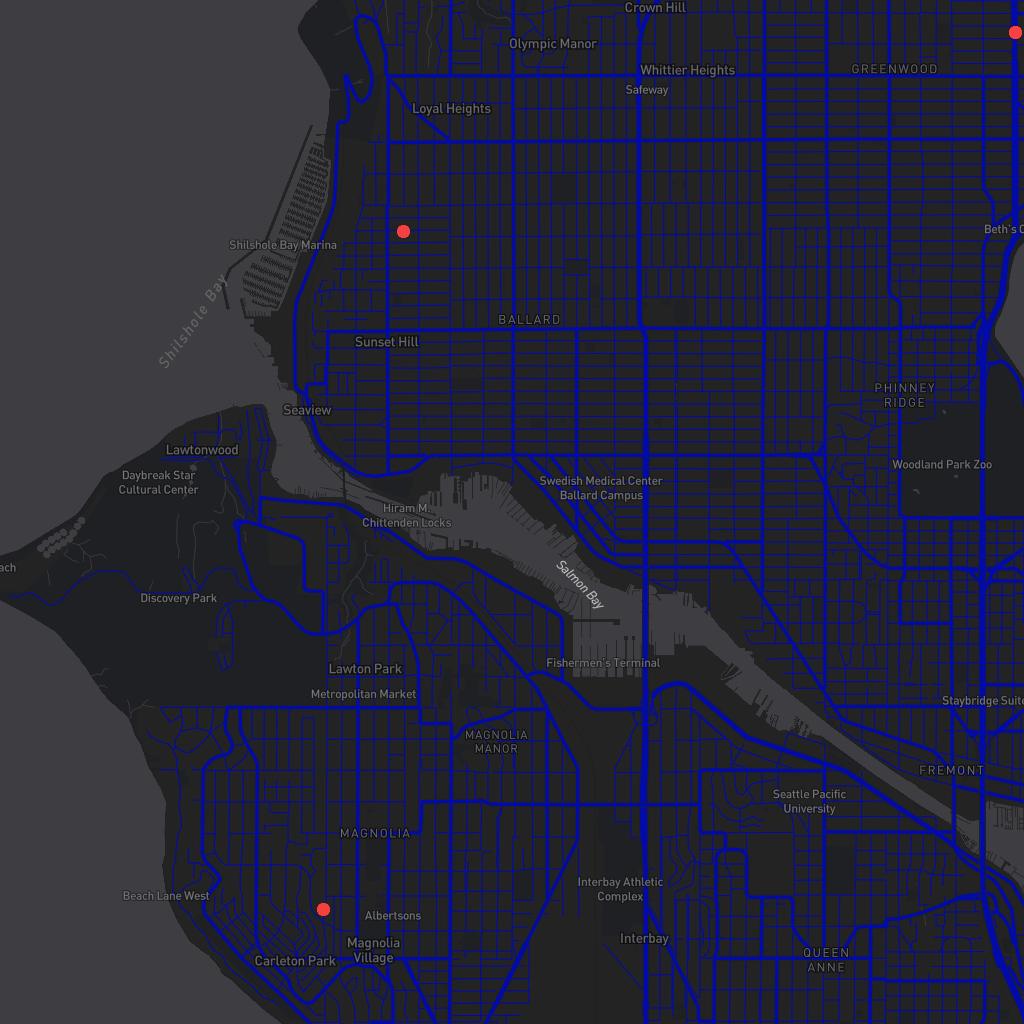 Crown Hill
Olympic Manor
Whittier Heights
GREENWOOD
Safeway
Loyal Heights
Shilshole Bay Marina
Beth's C
Shilshole Bay
BALLARD
Sunset Hill
PHINNEY
RIDGE
Seaview
Lawtonwood
Woodland Park Zoo
Daybreak Star
Cultural Center
Swedish Medical Center
Ballard Campus
Hiram M.
Chittenden Locks
ach
Salmon Bay
Discovery Park
Fishermen's Terminal
Lawton Park
Metropolitan Market
Staybridge Suite
MAGNOLIA
MANOR
FREMONT
Seattle Pacific
University
MAGNOLIA
Interbay Athletic
Complex
Beach Lane West
Albertsons
Interbay
Magnolia
Village
QUEEN
ANNE
Carleton Park